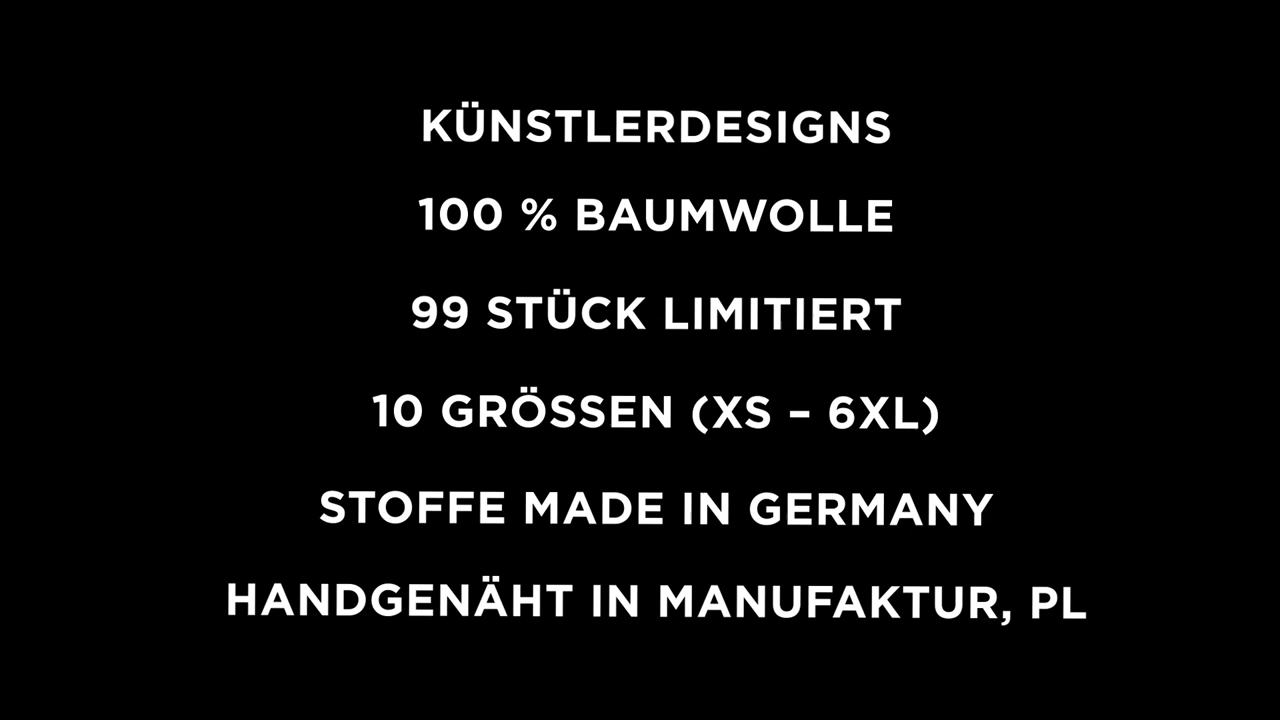 KÜNSTLERDESIGNS
100 % BAUMWOLLE
99 STÜCK LIMITIERT
10 GRÖSSEN (XS – 6XL)
STOFFE MADE IN GERMANY
HANDGENÄHT IN MANUFAKTUR, PL